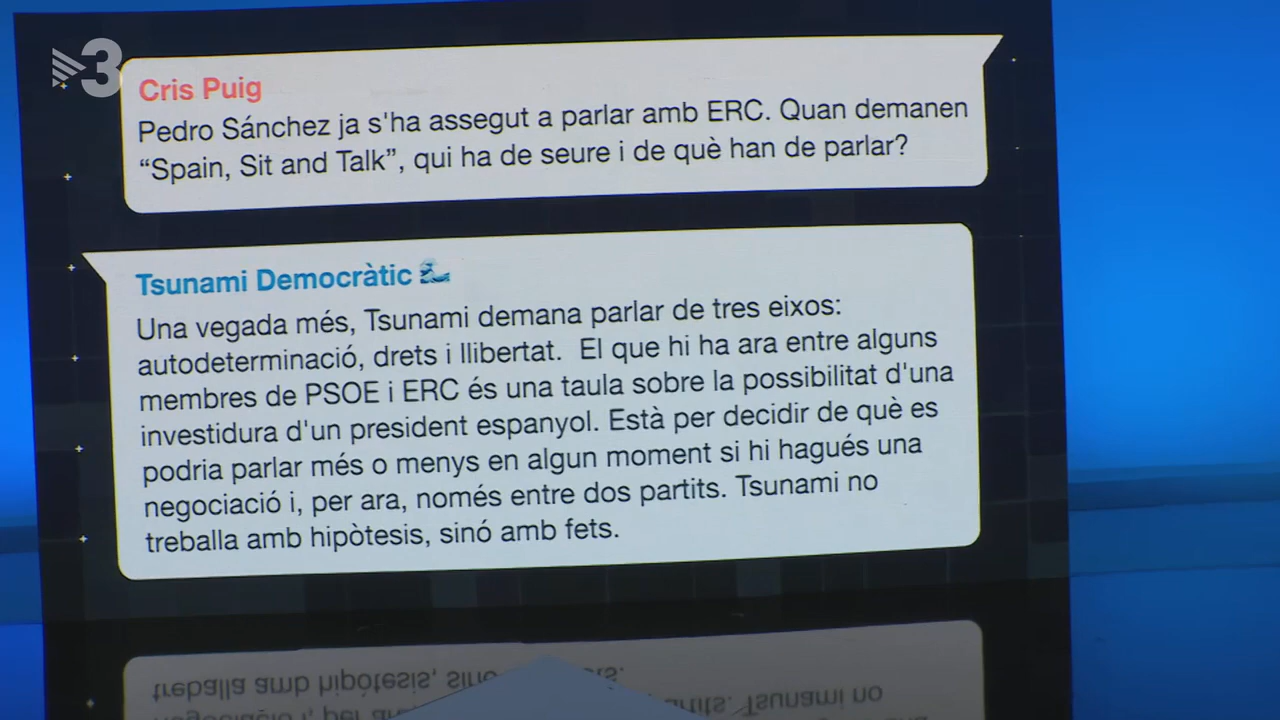 3
Cris Puig
Pedro Sánchez ja s'ha assegut a parlar amb ERC. Quan demanen
“Spain, Sit and Talk”, qui ha de seure i de què han de parlar?
Tsunami Democràtic
Una vegada més, Tsunami demana parlar de tres eixos:
autodeterminació, drets i llibertat. El que hi ha ara entre alguns
membres de PSOE i ERC és una taula sobre la possibilitat d'una
investidura d'un president espanyol. Està per decidir de què es
podria parlar més o menys en algun moment si hi hagués una
negociació i, per ara, només entre dos partits. Tsunami no
treballa amb hipòtesis, sinó amb fets.